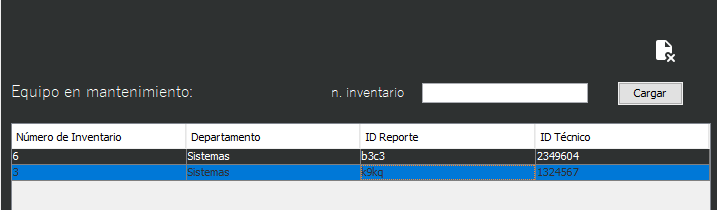 Equipo en mantenimiento: n. inventario Cargar
Número de Inventario Departamento ID Reporte ID Técnico
6 Sistemas b3c3 2349604
3 Sistemas k9kq 1324567